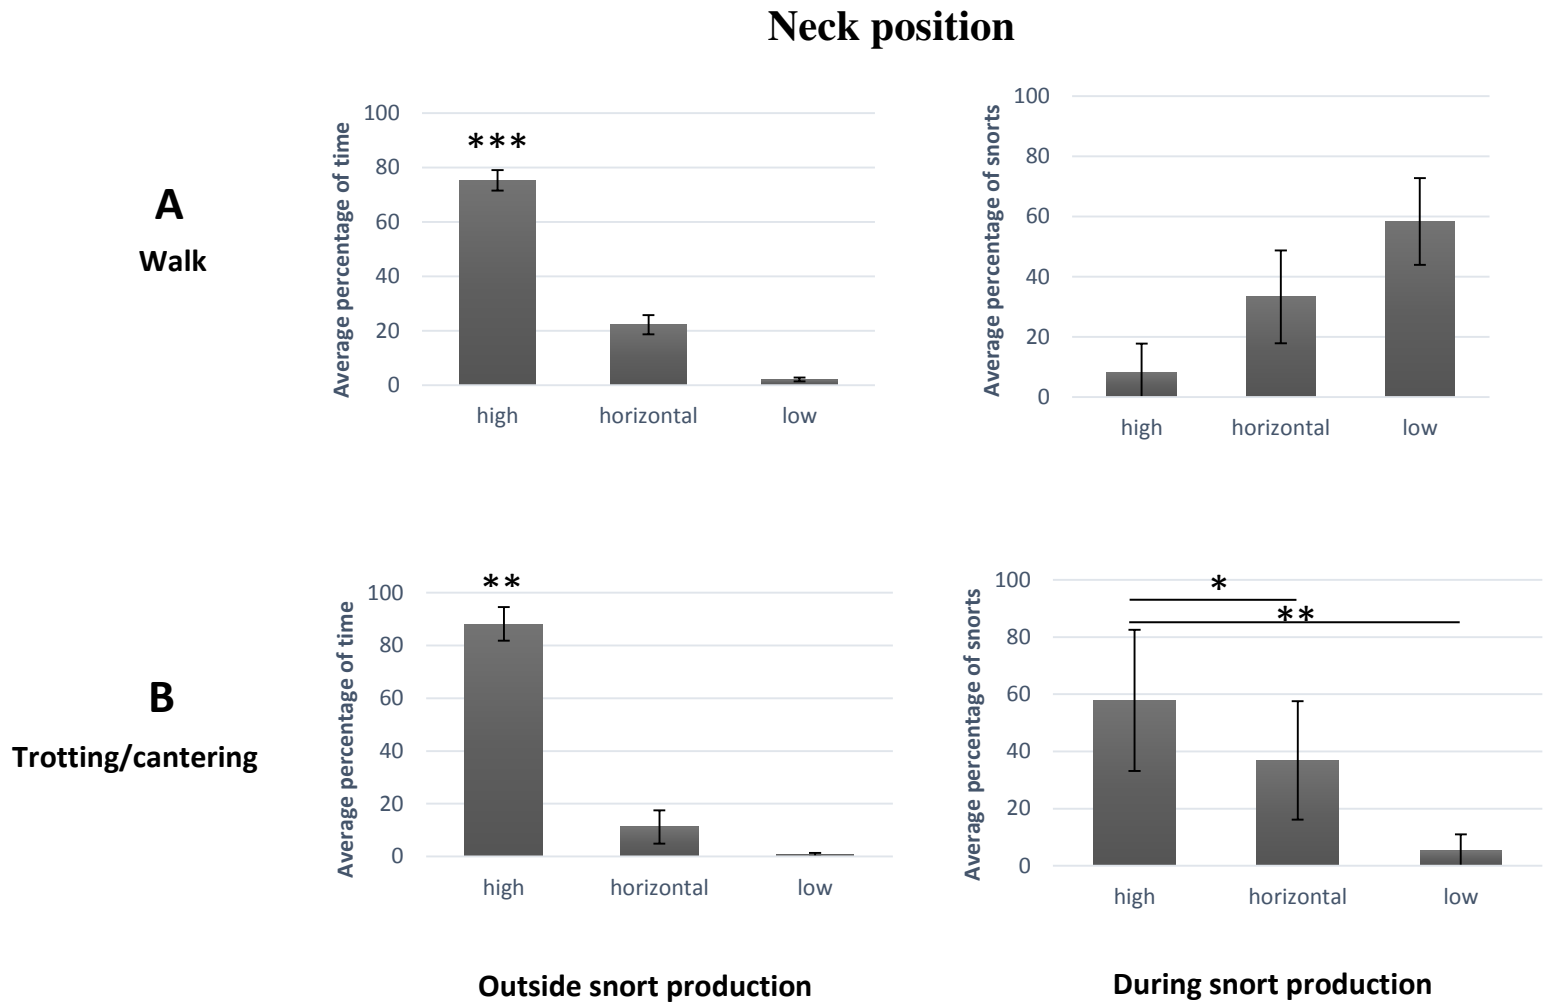 Neck position
A
Walk
Average percentage of time
100
80
60
40
20
0
***
high horizontal low
Average percentage of snorts
100
80
60
40
20
0
high horizontal low
B
Trotting/cantering
Average percentage of time
100
80
60
40
20
0
**
high horizontal low
Average percentage of snorts
100
80
60
40
20
0
*
**
high horizontal low
Outside snort production
During snort production